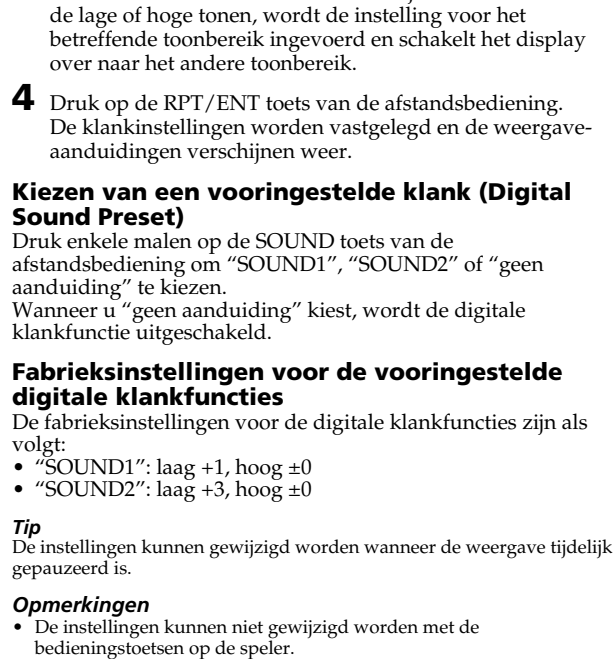 de lage of hoge tonen, wordt de instelling voor het
betreffende toonbereik ingevoerd en schakelt het display
over naar het andere toonbereik.
4 Druk op de RPT/ENT toets van de afstandsbediening.
De klankinstellingen worden vastgelegd en de weergave-
aanduidingen verschijnen weer.
Kiezen van een vooringestelde klank (Digital
Sound Preset)
Druk enkele malen op de SOUND toets van de
afstandsbediening om “SOUND1”, “SOUND2” of “geen
aanduiding” te kiezen.
Wanneer u “geen aanduiding” kiest, wordt de digitale
klankfunctie uitgeschakeld.
Fabrieksinstellingen voor de vooringestelde
digitale klankfuncties
De fabrieksinstellingen voor de digitale klankfuncties zijn als
volgt:
• “SOUND1”: laag +1, hoog ±0
• “SOUND2”: laag +3, hoog ±0
Tip
De instellingen kunnen gewijzigd worden wanneer de weergave tijdelijk
gepauzeerd is.
Opmerkingen
• De instellingen kunnen niet gewijzigd worden met de
bedieningstoetsen op de speler.